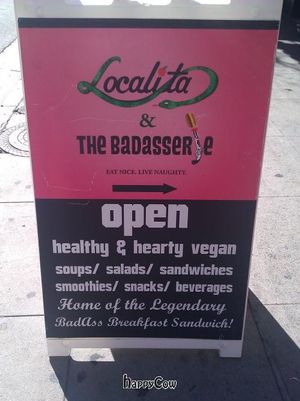 Localita
&
THE BADASSERIE
EAT NICE. LIVE NAUGHTY.
open
healthy & hearty vegan
soups/ salads/ sandwiches
smoothies/ snacks/ beverages
Home of the Legendary
BadAss Breakfast Sandwich!
happyCow